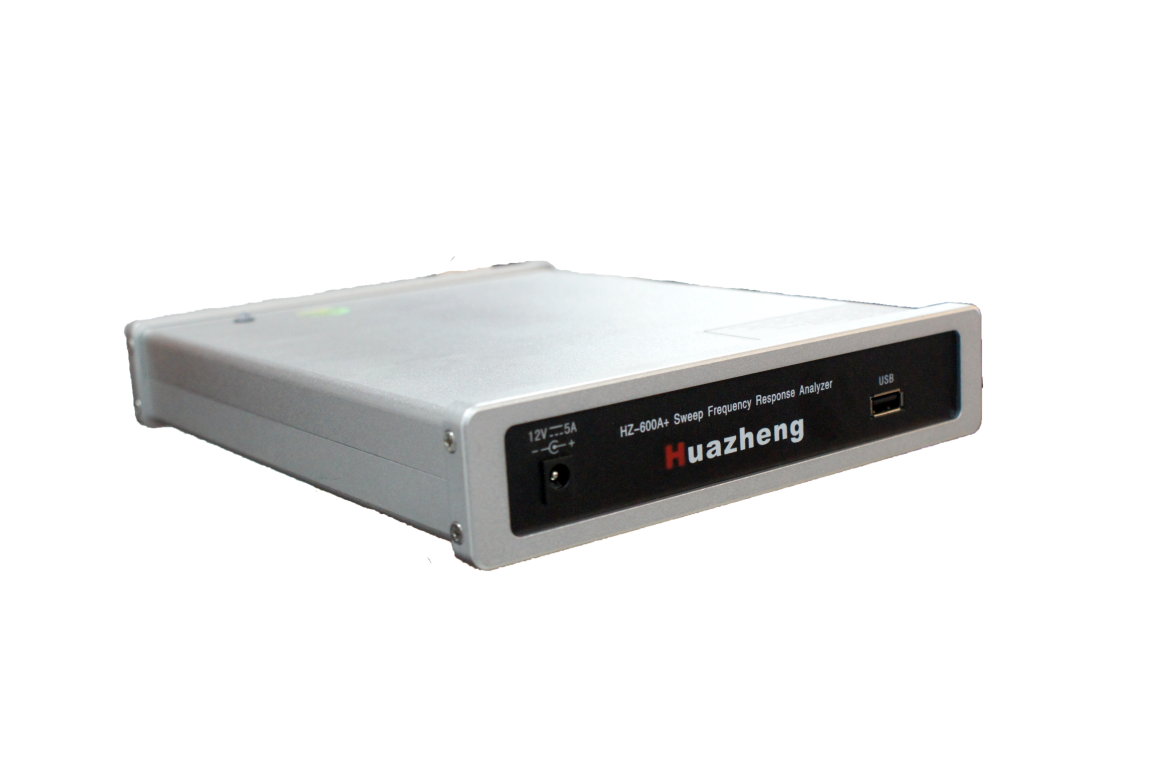 12V 5A
- +
HZ-600A+ Sweep Frequency Response Analyzer
Huazheng
USB